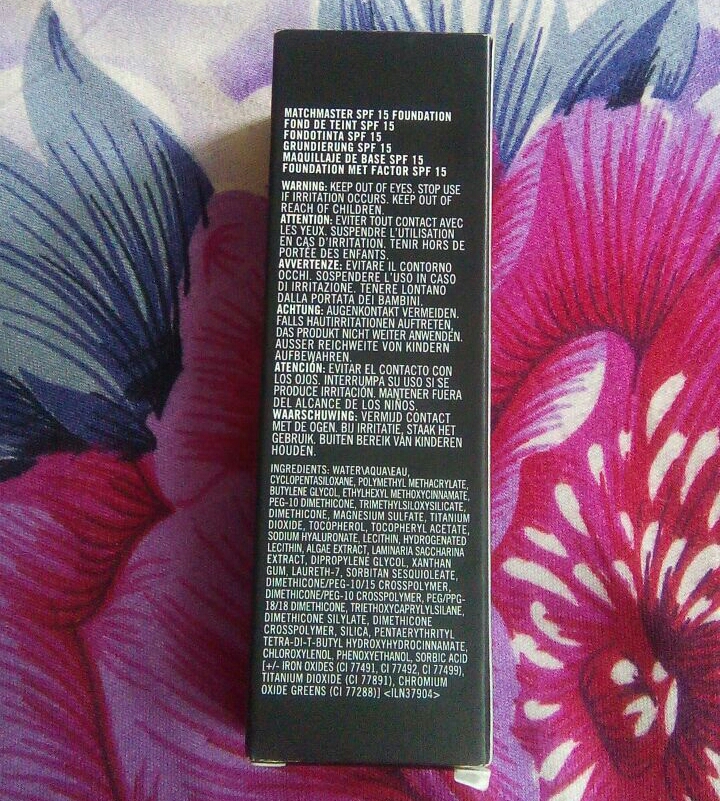 MATCHMASTER SPF 15 FOUNDATION
FOND DE TEINT SPF 15
FONDOTINTA SPF 15
GRUNDIERUNG SPF 15
MAQUILLAJE DE BASE SPF 15
FOUNDATION MET FACTOR SPF 15
WARNING: KEEP OUT OF EYES. STOP USE
IF IRRITATION OCCURS. KEEP OUT OF
REACH OF CHILDREN.
ATTENTION: EVITER TOUT CONTACT AVEC
LES YEUX. SUSPENDRE L'UTILISATION
EN CAS D'IRRITATION. TENIR HORS DE
PORTÉE DES ENFANTS.
AVVERTENZE: EVITARE IL CONTORNO
OCCHI. SOSPENDERE L'USO IN CASO
DI IRRITAZIONE. TENERE LONTANO
DALLA PORTATA DEI BAMBINI.
ACHTUNG: AUGENKONTAKT VERMEIDEN.
FALLS HAUTIRRITATIONEN AUFTRETEN,
DAS PRODUKT NICHT WEITER ANWENDEN.
AUSSER REICHWEITE VON KINDERN
AUFBEWAHREN.
ATENCIÓN: EVITAR EL CONTACTO CON
LOS OJOS. INTERRUMPA SU USO SI SE
PRODUCE IRRITACIÓN. MANTENER FUERA
DEL ALCANCE DE LOS NIÑOS.
WAARSCHUWING: VERMIJD CONTACT
MET DE OGEN. BIJ IRRITATIE, STAAK HET
GEBRUIK. BUITEN BEREIK VAN KINDEREN
HOUDEN.
INGREDIENTS: WATER\AQUA\EAU,
CYCLOPENTASILOXANE, POLYMETHYL METHACRYLATE,
BUTYLENE GLYCOL, ETHYLHEXYL METHOXYCINNAMATE,
PEG-10 DIMETHICONE, TRIMETHYLSILOXYSILICATE,
DIMETHICONE, MAGNESIUM SULFATE, TITANIUM
DIOXIDE, TOCOPHEROL, TOCOPHERYL ACETATE,
SODIUM HYALURONATE, LECITHIN, HYDROGENATED
LECITHIN, ALGAE EXTRACT, LAMINARIA SACCHARINA
EXTRACT, DIPROPYLENE GLYCOL, XANTHAN
GUM, LAURETH-7, SORBITAN SESQUIOLEATE,
DIMETHICONE/PEG-10/15 CROSSPOLYMER,
DIMETHICONE/PEG-10 CROSSPOLYMER, PEG/PPG-
18/18 DIMETHICONE, TRIETHOXYCAPRYLYLSILANE,
DIMETHICONE SILYLATE, DIMETHICONE
CROSSPOLYMER, SILICA, PENTAERYTHRITYL
TETRA-DI-T-BUTYL HYDROXYHYDROCINNAMATE,
CHLOROXYLENOL, PHENOXYETHANOL, SORBIC ACID
[+/- IRON OXIDES (CI 77491, CI 77492, CI 77499),
TITANIUM DIOXIDE (CI 77891), CHROMIUM
OXIDE GREENS (CI 77288)] <ILN37904>